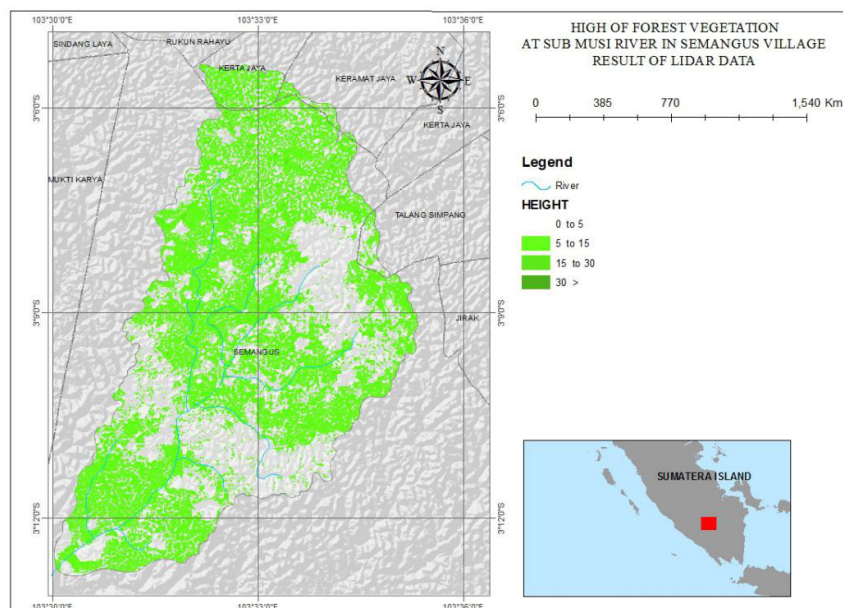 103°30'0"E
103°33'0"E
103°36'0"E
SINDANG LAYA
RUKUN RAHAYU
KERTA JAYA
KERAMAT JAYA
N
W
E
S
KERTA JAYA
MUKTI KARYA
TALANG SIMPANG
JIRAK
SEMANGUS
3°6'0"S
3°9'0"S
3°12'0"S
3°6'0"S
3°9'0"S
3°12'0"S
103°30'0"E
103°33'0"E
103°36'0"E
HIGH OF FOREST VEGETATION
AT SUB MUSI RIVER IN SEMANGUS VILLAGE
RESULT OF LIDAR DATA
0 385 770 1,540 Km
Legend
River
HEIGHT
0 to 5
5 to 15
15 to 30
30 >
SUMATERA ISLAND